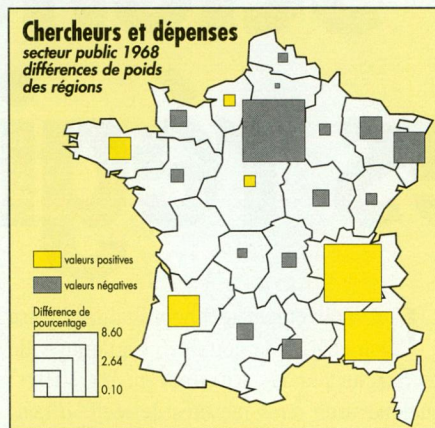 Chercheurs et dépenses
secteur public 1968
différences de poids
des régions
valeurs positives
valeurs négatives
Différence de
pourcentage
8.60
2.64
0.10